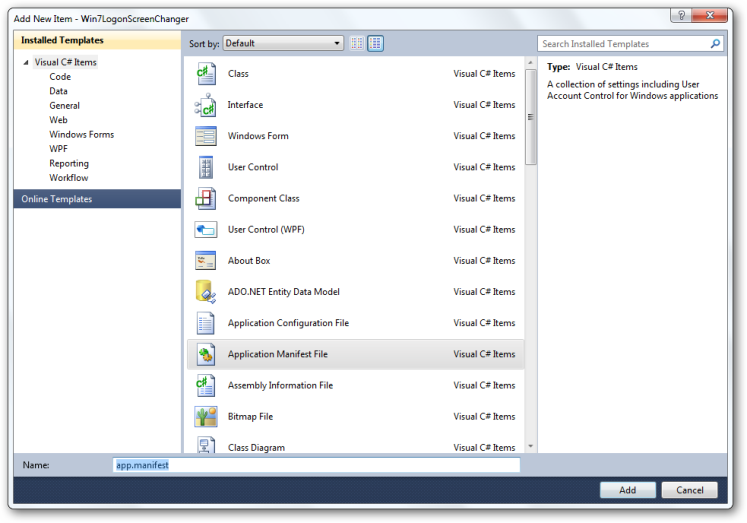 Add New Item - Win7LogonScreenChanger
Installed Templates
Visual C# Items
Code
Data
General
Web
Windows Forms
WPF
Reporting
Workflow
Online Templates
Sort by: Default
Class Visual C# Items
Interface Visual C# Items
Windows Form Visual C# Items
User Control Visual C# Items
Component Class Visual C# Items
User Control (WPF) Visual C# Items
About Box Visual C# Items
ADO.NET Entity Data Model Visual C# Items
Application Configuration File Visual C# Items
Application Manifest File Visual C# Items
Assembly Information File Visual C# Items
Bitmap File Visual C# Items
Class Diagram Visual C# Items
Search Installed Templates
Type: Visual C# Items
A collection of settings including User
Account Control for Windows applications
Name: app.manifest
Add Cancel